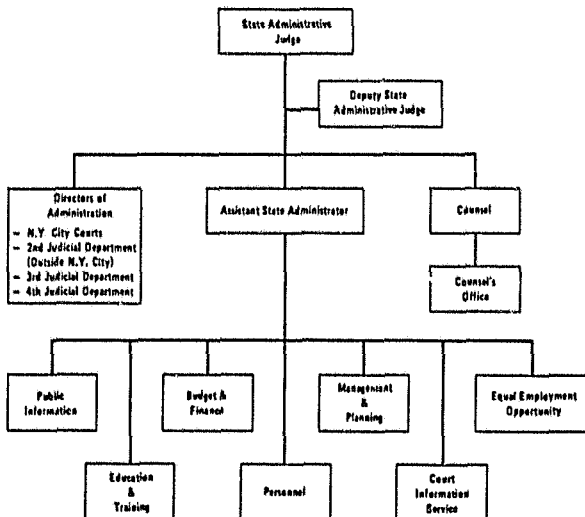 State Administrative
Judge
Deputy State
Administrative Judge
Directors of
Administration
– N.Y. City Courts
– 2nd Judicial Department
(Outside N.Y. City)
– 3rd Judicial Department
– 4th Judicial Department
Assistant State Administrator
Counsel
Counsel's
Office
Public
Information
Budget &
Finance
Management
&
Planning
Equal Employment
Opportunity
Education
&
Training
Personnel
Court
Information
Service